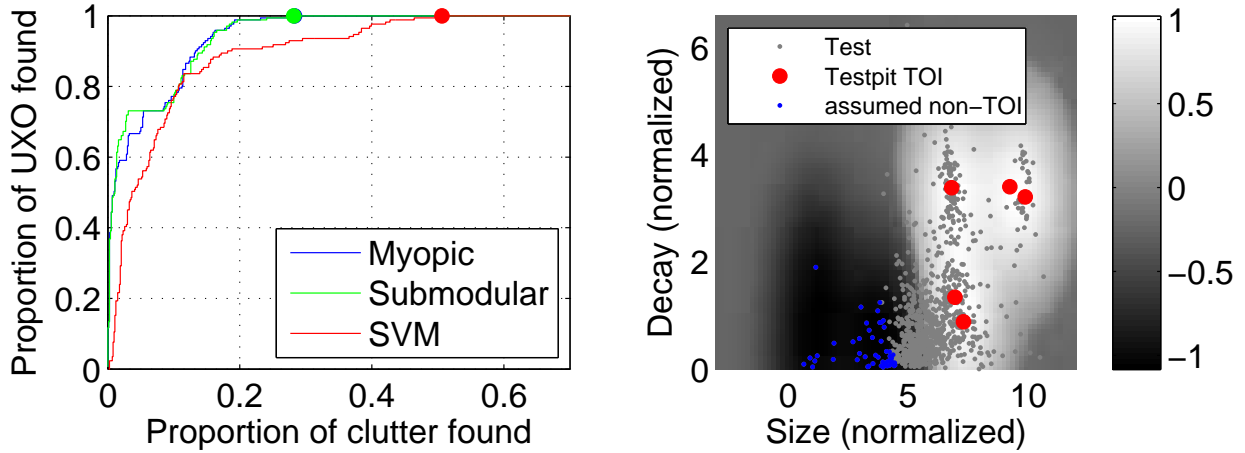 Proportion of UXO found
1
0.8
0.6
0.4
0.2
0
0
0.2
0.4
0.6
Proportion of clutter found
Myopic
Submodular
SVM
Decay (normalized)
6
4
2
0
0
5
10
Size (normalized)
Test
Testpit TOI
assumed non−TOI
1
0.5
0
−0.5
−1